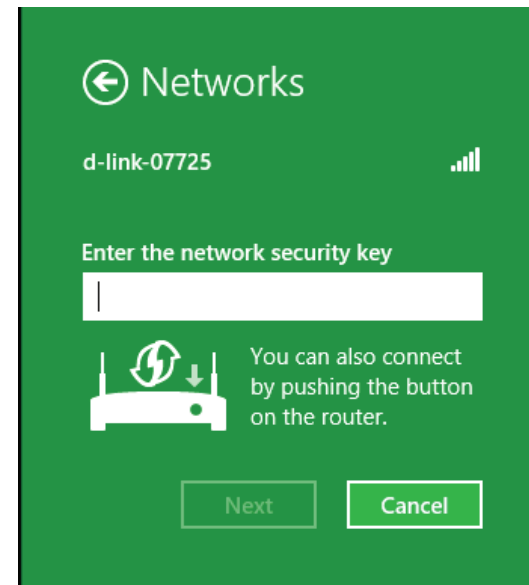 Networks
d-link-07725
Enter the network security key
You can also connect
by pushing the button
on the router.
Next
Cancel